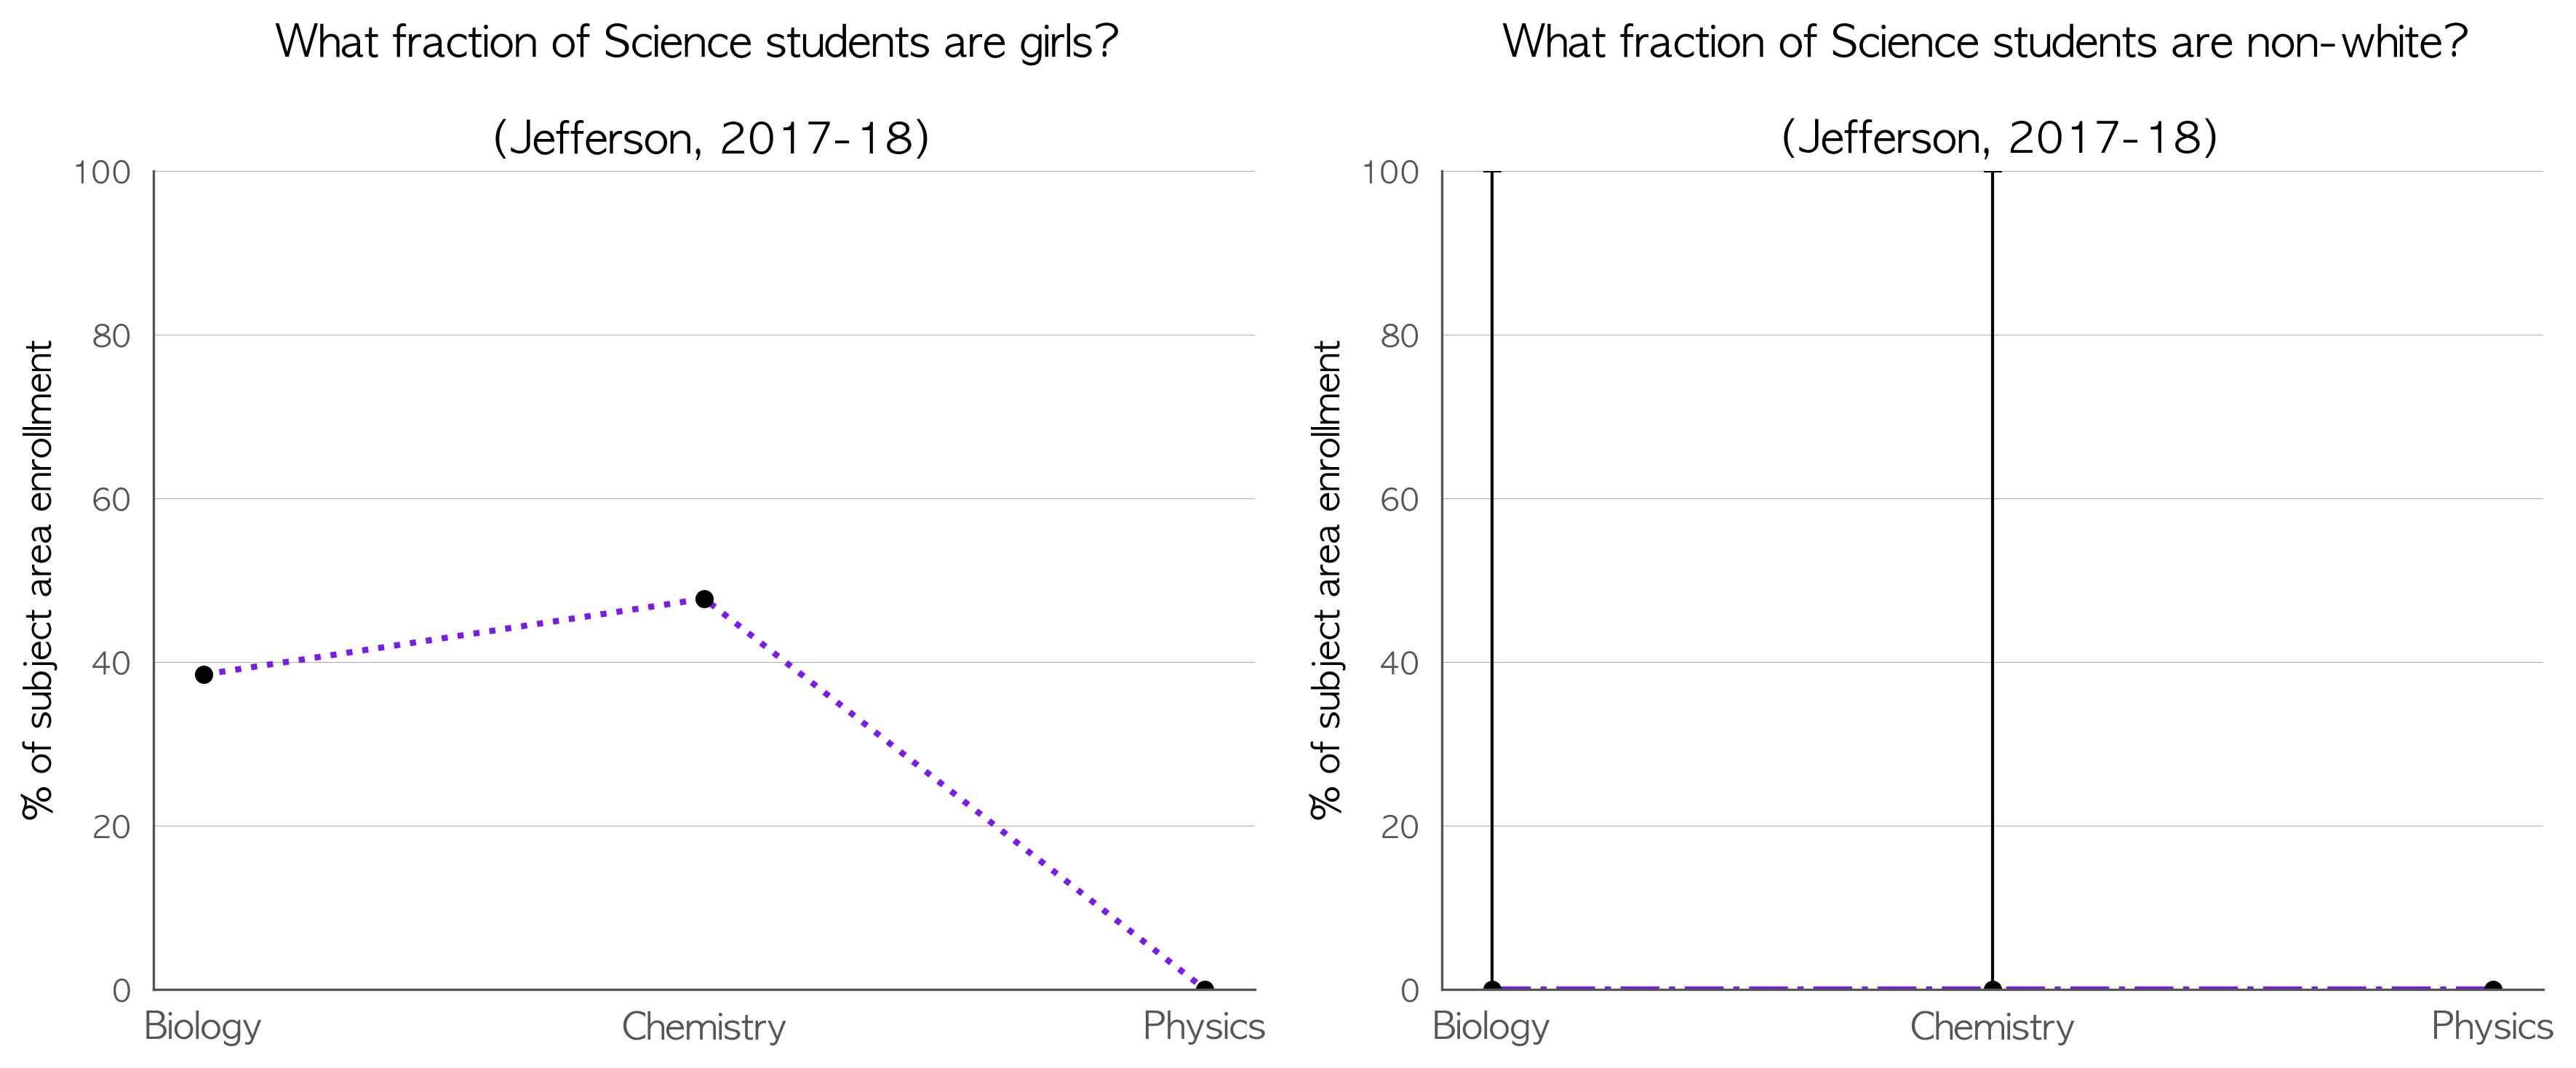 What fraction of Science students are girls?
(Jefferson, 2017-18)
% of subject area enrollment
100
80
60
40
20
0
Biology
Chemistry
Physics
What fraction of Science students are non-white?
(Jefferson, 2017-18)
% of subject area enrollment
100
80
60
40
20
0
Biology
Chemistry
Physics